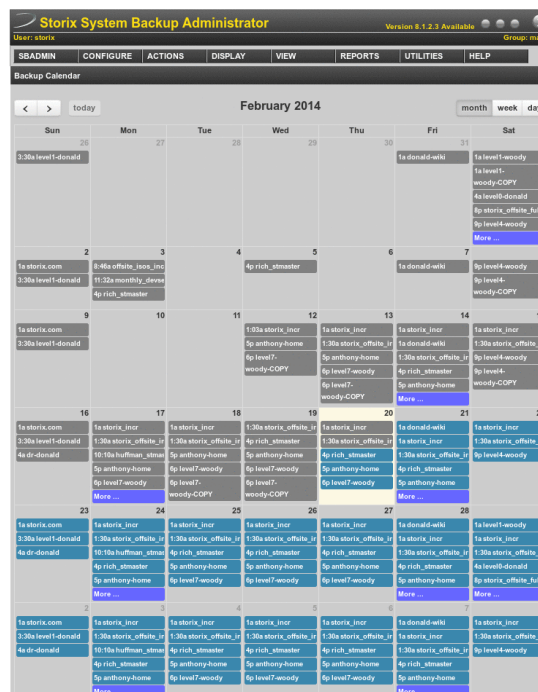 Storix System Backup Administrator
Version 8.1.2.3 Available
User: storix
Group:
SBADMIN CONFIGURE ACTIONS DISPLAY VIEW REPORTS UTILITIES HELP
Backup Calendar
today
February 2014
month week
Sun Mon Tue Wed Thu Fri Sat
26 27 28 29 30 31
3:30a level1-donald
1a donald-wiki
1a level1-woody
1a level1-
woody-COPY
4a level0-donald
8p storix_offsite_ful
9p level4-woody
More ...
2 3 4 5 6 7
1a storix.com
3:30a level1-donald
8:46a offsite_isos_inc
11:32a monthly_devse
4p rich_stmaster
4p rich_stmaster
1a donald-wiki
9p level4-woody
9p level4-
woody-COPY
9 10 11 12 13 14
1a storix.com
3:30a level1-donald
1:03a storix_incr
5p anthony-home
6p level7-
woody-COPY
1a storix_incr
1:30a storix_offsite_ir
5p anthony-home
6p level7-woody
6p level7-
woody-COPY
1a storix_incr
1a donald-wiki
1:30a storix_offsite_ir
4p rich_stmaster
5p anthony-home
More ...
1a storix_incr
1:30a storix_offsite_
9p level4-woody
9p level4-
woody-COPY
16 17 18 19 20 21
1a storix.com
3:30a level1-donald
4a dr-donald
1a storix_incr
1:30a storix_offsite_ir
10:10a huffman_stmas
5p anthony-home
6p level7-woody
More ...
1a storix_incr
1:30a storix_offsite_ir
5p anthony-home
6p level7-woody
6p level7-
woody-COPY
1:30a storix_offsite_ir
4p rich_stmaster
5p anthony-home
6p level7-woody
6p level7-
woody-COPY
1a storix_incr
1:30a storix_offsite_ir
4p rich_stmaster
5p anthony-home
6p level7-woody
1a donald-wiki
1a storix_incr
1:30a storix_offsite_ir
4p rich_stmaster
5p anthony-home
More ...
1a storix_incr
1:30a storix_offsite_
9p level4-woody
23 24 25 26 27 28
1a storix.com
3:30a level1-donald
4a dr-donald
1a storix_incr
1:30a storix_offsite_ir
10:10a huffman_stmas
4p rich_stmaster
5p anthony-home
More ...
1a storix_incr
1:30a storix_offsite_ir
4p rich_stmaster
5p anthony-home
6p level7-woody
1a storix_incr
1:30a storix_offsite_ir
4p rich_stmaster
5p anthony-home
6p level7-woody
1a storix_incr
1:30a storix_offsite_ir
4p rich_stmaster
5p anthony-home
6p level7-woody
1a donald-wiki
1a storix_incr
1:30a storix_offsite_ir
4p rich_stmaster
5p anthony-home
More ...
1a level1-woody
1a storix_incr
1:30a storix_offsite_
4a level0-donald
8p storix_offsite_ful
More ...
2 3 4 5 6 7
1a storix.com
3:30a level1-donald
4a dr-donald
1a storix_incr
1:30a storix_offsite_ir
10:10a huffman_stmas
4p rich_stmaster
5p anthony-home
More ...
1a storix_incr
1:30a storix_offsite_ir
4p rich_stmaster
5p anthony-home
6p level7-woody
1a storix_incr
1:30a storix_offsite_ir
4p rich_stmaster
5p anthony-home
6p level7-woody
1a storix_incr
1:30a storix_offsite_ir
4p rich_stmaster
5p anthony-home
6p level7-woody
1a donald-wiki
1a storix_incr
1:30a storix_offsite_ir
4p rich_stmaster
5p anthony-home
More ...
1a storix_incr
1:30a storix_offsite_
9p level4-woody